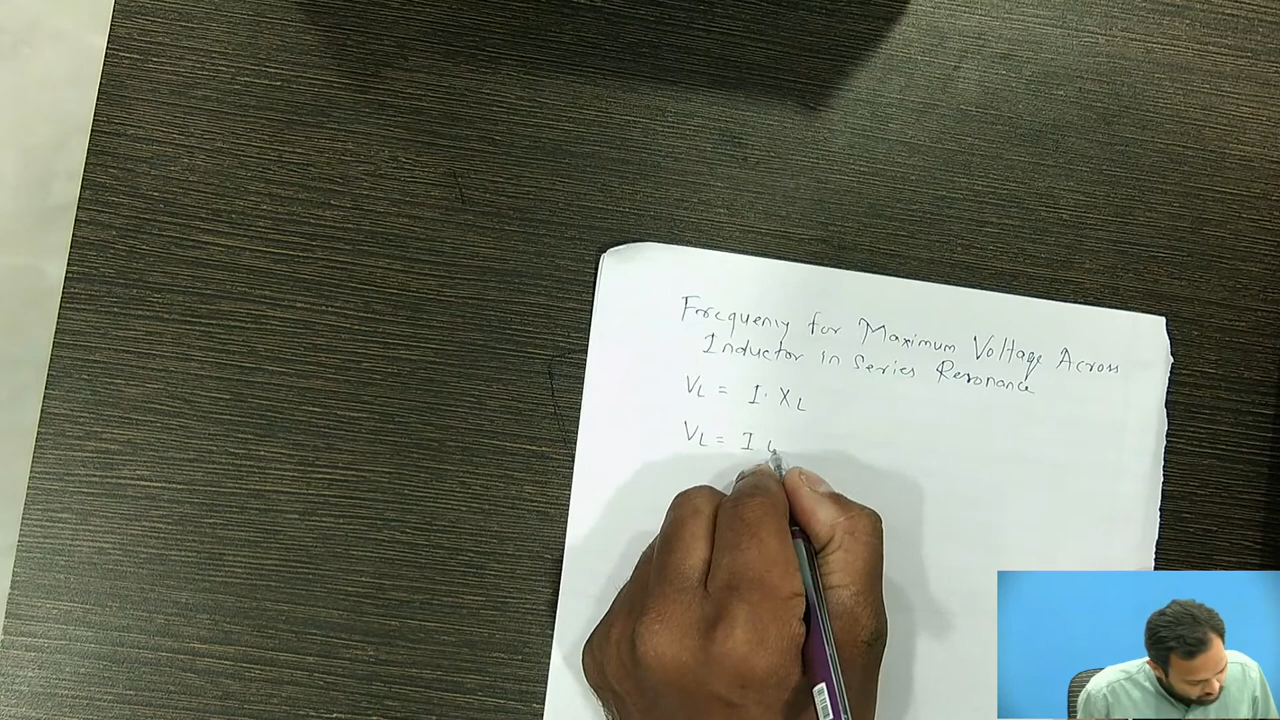 Frequency for Maximum Voltage Across
Inductor in Series Resonance
VL = I · XL
VL = I